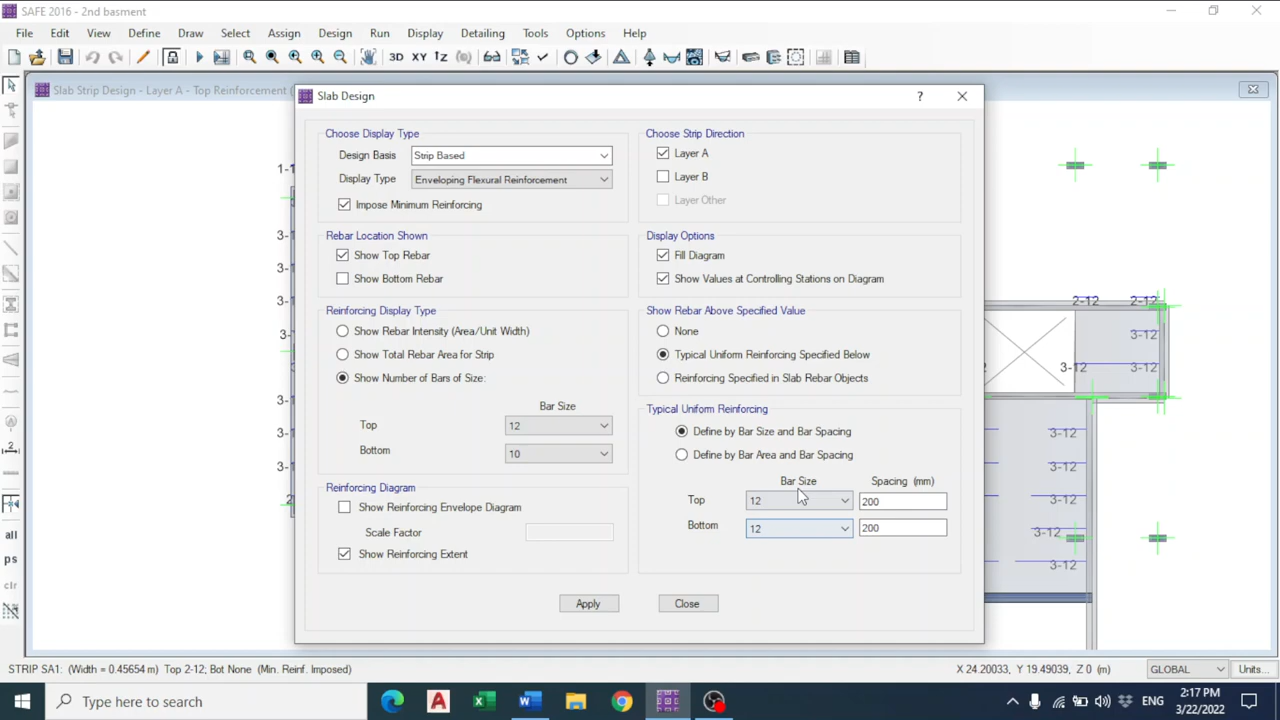 SAFE 2016 - 2nd basment
File Edit View Define Draw Select Assign Design Run Display Detailing Tools Options Help
3D XY
Slab Strip Design - Layer A - Top Reinforcement (
Slab Design
?
Choose Display Type
Design Basis Strip Based
Display Type Enveloping Flexural Reinforcement
Impose Minimum Reinforcing
Choose Strip Direction
Layer A
Layer B
Layer Other
Rebar Location Shown
Show Top Rebar
Show Bottom Rebar
Display Options
Fill Diagram
Show Values at Controlling Stations on Diagram
Reinforcing Display Type
Show Rebar Intensity (Area/Unit Width)
Show Total Rebar Area for Strip
Show Number of Bars of Size:
Bar Size
Top 12
Bottom 10
Show Rebar Above Specified Value
None
Typical Uniform Reinforcing Specified Below
Reinforcing Specified in Slab Rebar Objects
Typical Uniform Reinforcing
Define by Bar Size and Bar Spacing
Define by Bar Area and Bar Spacing
Bar Size Spacing (mm)
Top 12 200
Bottom 12 200
Reinforcing Diagram
Show Reinforcing Envelope Diagram
Scale Factor
Show Reinforcing Extent
Apply Close
2-12 2-12
3-12
3-12 3-12
3-12
3-12
3-12
3-12
3-12
all
ps
clr
STRIP SA1: (Width = 0.45654 m) Top 2-12; Bot None (Min. Reinf. Imposed)
X 24.20033, Y 19.49039, Z 0 (m)
GLOBAL
Units...
Type here to search
ENG
2:17 PM
3/22/2022